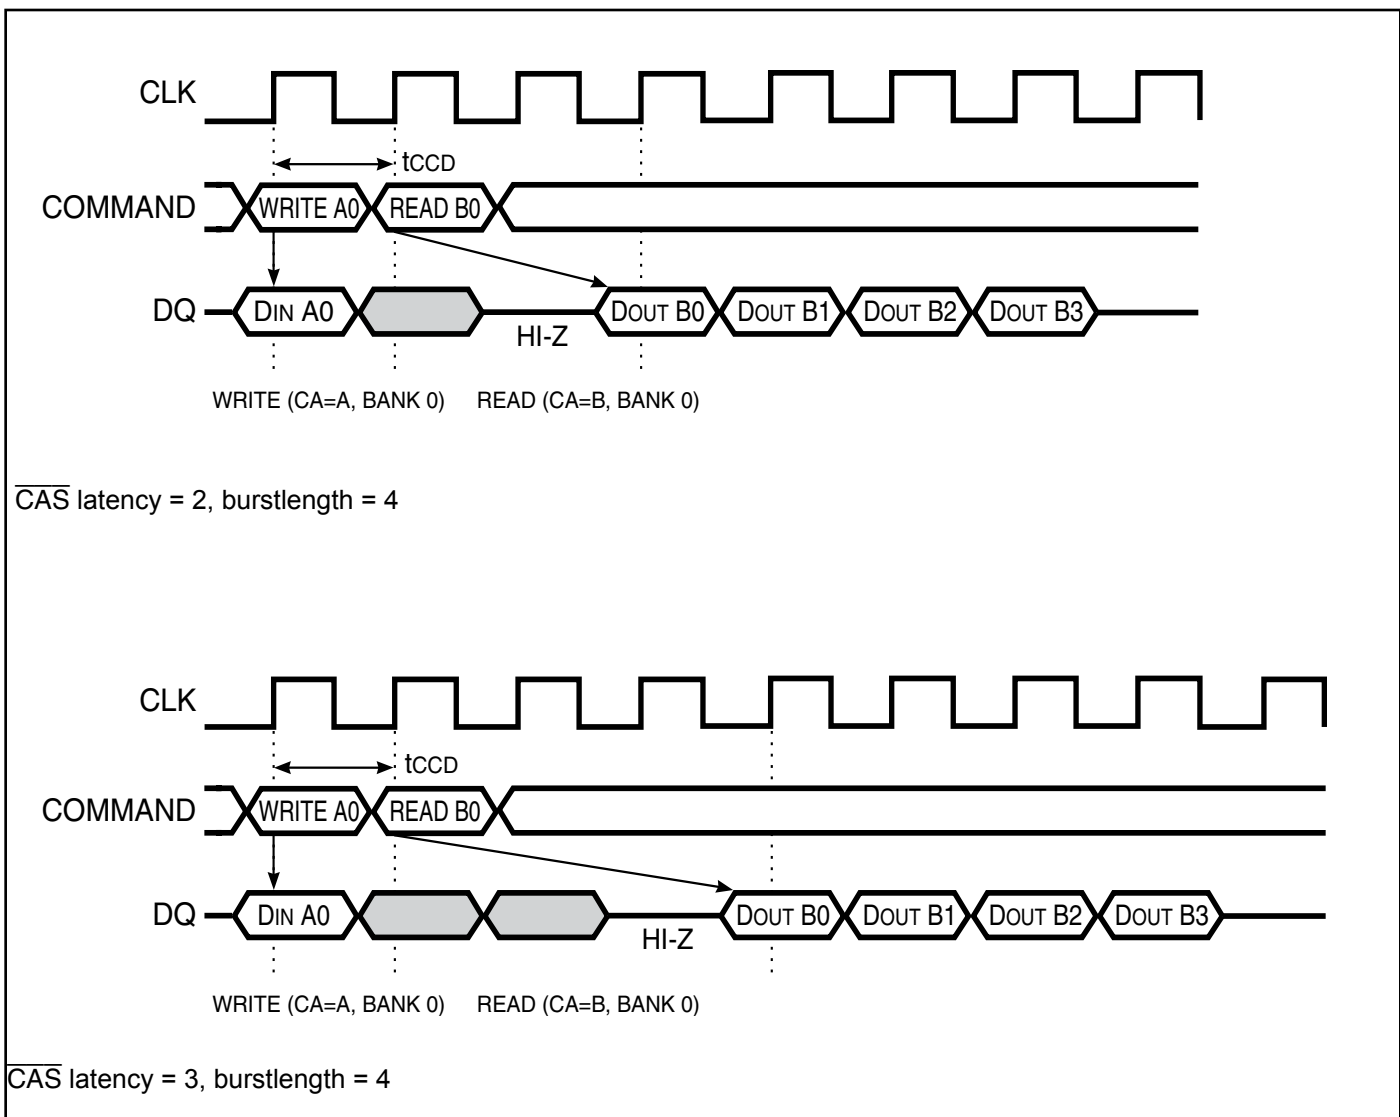 CLK
tCCD
COMMAND WRITE A0 READ B0
DQ DIN A0 DOUT B0 DOUT B1 DOUT B2 DOUT B3
HI-Z
WRITE (CA=A, BANK 0) READ (CA=B, BANK 0)
C̅A̅S̅ latency = 2, burstlength = 4
CLK
tCCD
COMMAND WRITE A0 READ B0
DQ DIN A0 DOUT B0 DOUT B1 DOUT B2 DOUT B3
HI-Z
WRITE (CA=A, BANK 0) READ (CA=B, BANK 0)
C̅A̅S̅ latency = 3, burstlength = 4